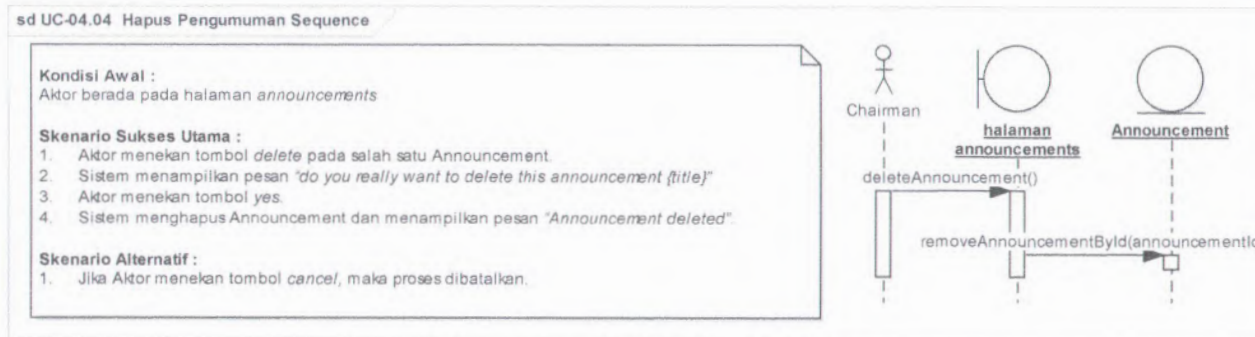 sd UC-04.04 Hapus Pengumuman Sequence
Kondisi Awal :
Aktor berada pada halaman announcements
Skenario Sukses Utama :
1. Aktor menekan tombol delete pada salah satu Announcement.
2. Sistem menampilkan pesan "do you really want to delete this announcement {title}"
3. Aktor menekan tombol yes.
4. Sistem menghapus Announcement dan menampilkan pesan "Announcement deleted".
Skenario Alternatif :
1. Jika Aktor menekan tombol cancel, maka proses dibatalkan.
Chairman
halaman
announcements
Announcement
deleteAnnouncement()
removeAnnouncementById(announcementId